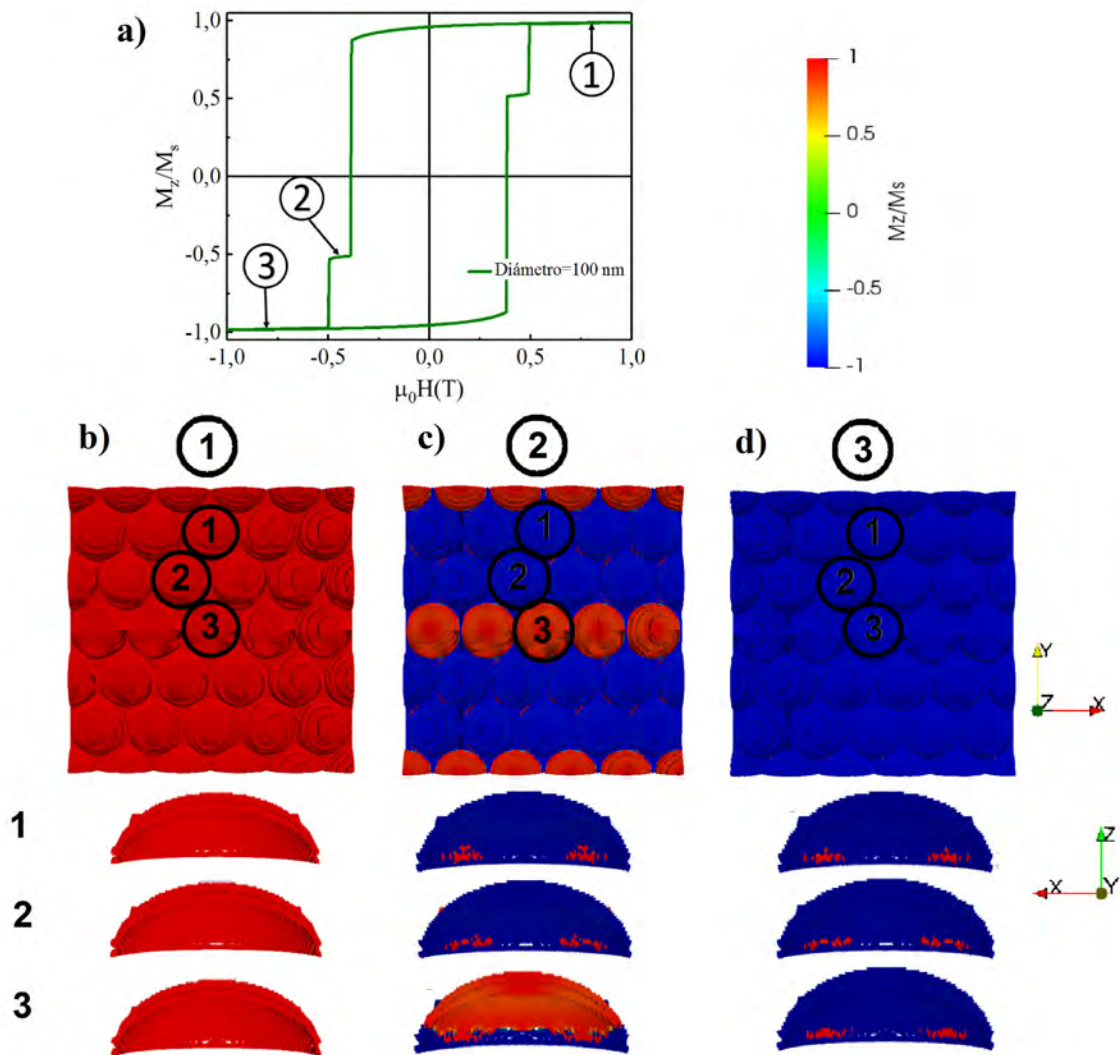 a)
1,0
0,5
0,0
-0,5
-1,0
M_z/M_s
1
2
3
Diámetro=100 nm
-1,0 -0,5 0,0 0,5 1,0
μ₀H(T)
1
0.5
0
-0.5
-1
Mz/Ms
b) 1 c) 2 d) 3
1 1 1
2 2 2
3 3 3
Y
Z X
1
2
3
Z
X Y